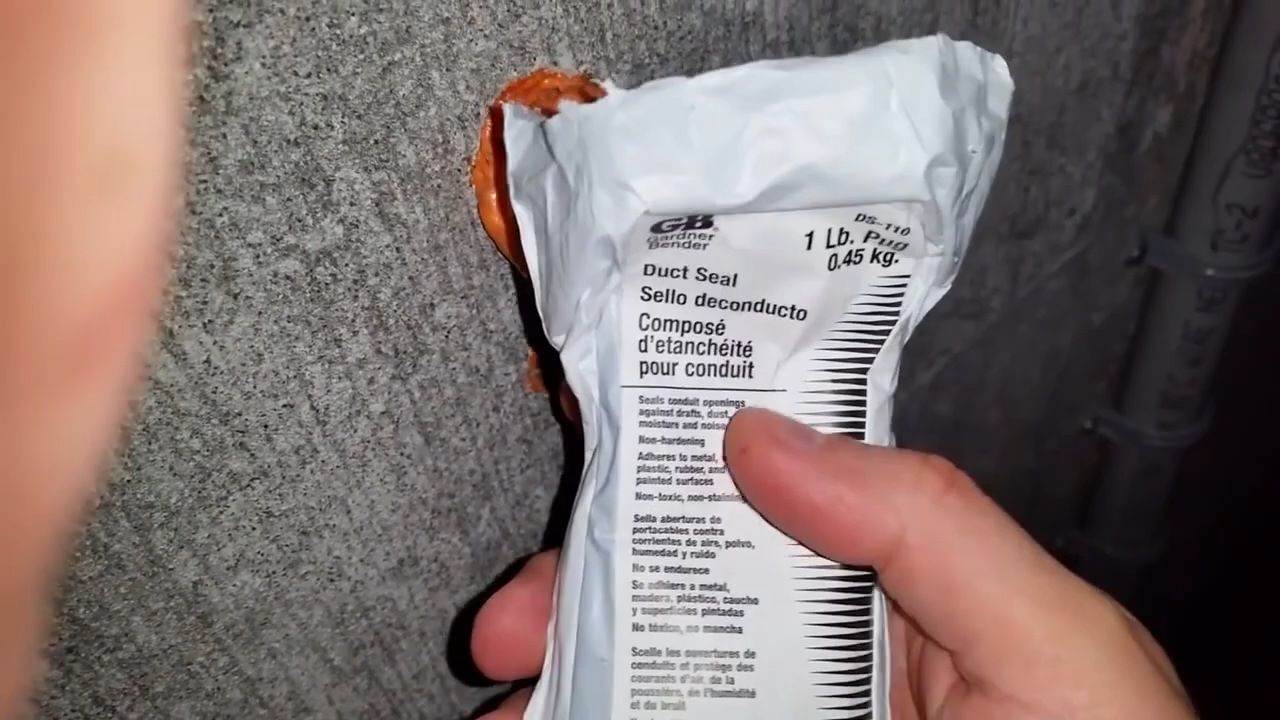 GB
Gardner
Bender
DS-110
1 Lb. Pug
0.45 kg.
Duct Seal
Sello deconducto
Composé
d'etanchéité
pour conduit
Seals conduit openings
against drafts, dust,
moisture and noise
Non-hardening
Adheres to metal,
plastic, rubber, and
painted surfaces
Non-toxic, non-staining
Sella aberturas de
portacables contra
corrientes de aire, polvo,
humedad y ruido
No se endurece
Se adhiere a metal,
madera, plástico, caucho
y superficies pintadas
No tóxico, no mancha
Scelle les ouvertures de
conduits et protège des
courants d'air, de la
poussière, de l'humidité
et du bruit